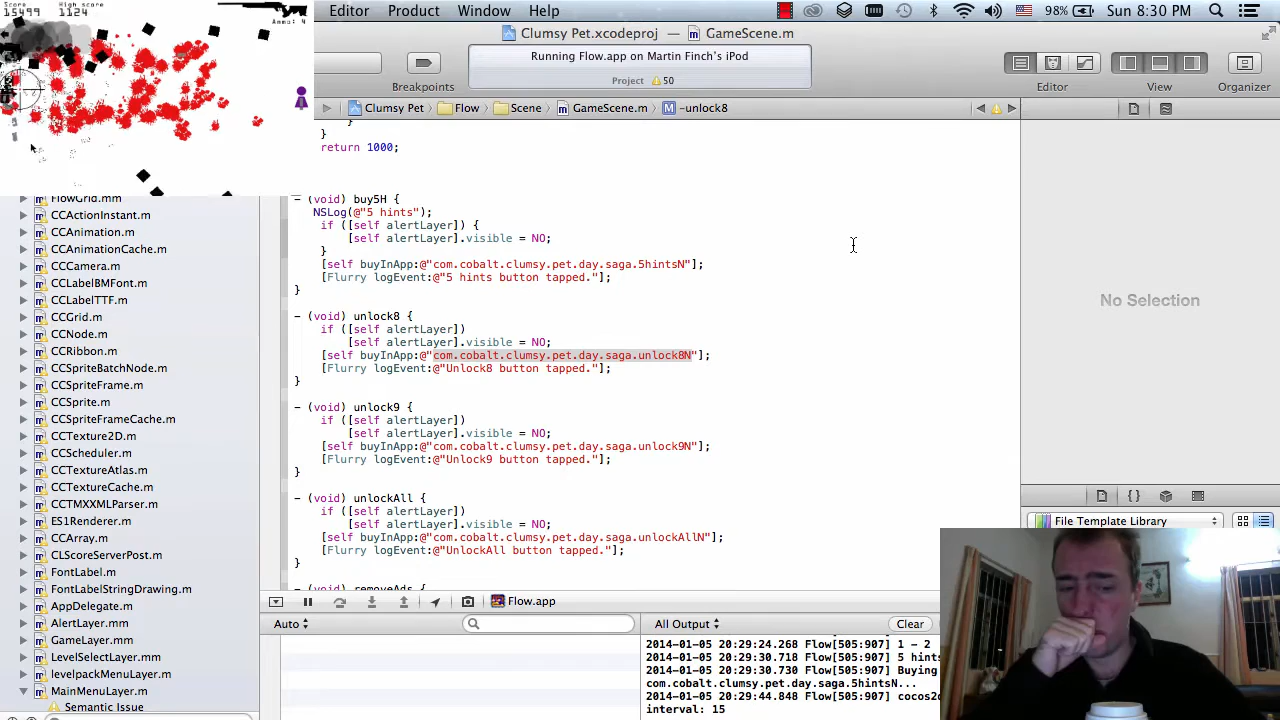 Score High score
15499 1124
Ammo: 4
Editor Product Window Help
98% Sun 8:30 PM
Clumsy Pet.xcodeproj — GameScene.m
Running Flow.app on Martin Finch's iPod
Project 50
Breakpoints Editor View Organizer
Clumsy Pet Flow Scene GameScene.m M -unlock8
}
}
return 1000;
- (void) buy5H {
NSLog(@"5 hints");
if ([self alertLayer]) {
[self alertLayer].visible = NO;
}
[self buyInApp:@"com.cobalt.clumsy.pet.day.saga.5hintsN"];
[Flurry logEvent:@"5 hints button tapped."];
}
- (void) unlock8 {
if ([self alertLayer])
[self alertLayer].visible = NO;
[self buyInApp:@"com.cobalt.clumsy.pet.day.saga.unlock8N"];
[Flurry logEvent:@"Unlock8 button tapped."];
}
- (void) unlock9 {
if ([self alertLayer])
[self alertLayer].visible = NO;
[self buyInApp:@"com.cobalt.clumsy.pet.day.saga.unlock9N"];
[Flurry logEvent:@"Unlock9 button tapped."];
}
- (void) unlockAll {
if ([self alertLayer])
[self alertLayer].visible = NO;
[self buyInApp:@"com.cobalt.clumsy.pet.day.saga.unlockAllN"];
[Flurry logEvent:@"UnlockAll button tapped."];
}
- (void) removeAds {
FlowGrid.mm
CCActionInstant.m
CCAnimation.m
CCAnimationCache.m
CCCamera.m
CCLabelBMFont.m
CCLabelTTF.m
CCGrid.m
CCNode.m
CCRibbon.m
CCSpriteBatchNode.m
CCSpriteFrame.m
CCSprite.m
CCSpriteFrameCache.m
CCTexture2D.m
CCScheduler.m
CCTextureAtlas.m
CCTextureCache.m
CCTMXXMLParser.m
ES1Renderer.m
CCArray.m
CLScoreServerPost.m
FontLabel.m
FontLabelStringDrawing.m
AppDelegate.m
AlertLayer.mm
GameLayer.mm
LevelSelectLayer.mm
levelpackMenuLayer.m
MainMenuLayer.m
Semantic Issue
No Selection
{}
File Template Library
Flow.app
Auto
All Output Clear
2014-01-05 20:29:24.268 Flow[505:907] 1 - 2
2014-01-05 20:29:30.718 Flow[505:907] 5 hints
2014-01-05 20:29:30.730 Flow[505:907] Buying
com.cobalt.clumsy.pet.day.saga.5hintsN...
2014-01-05 20:29:44.848 Flow[505:907] cocos2d
interval: 15